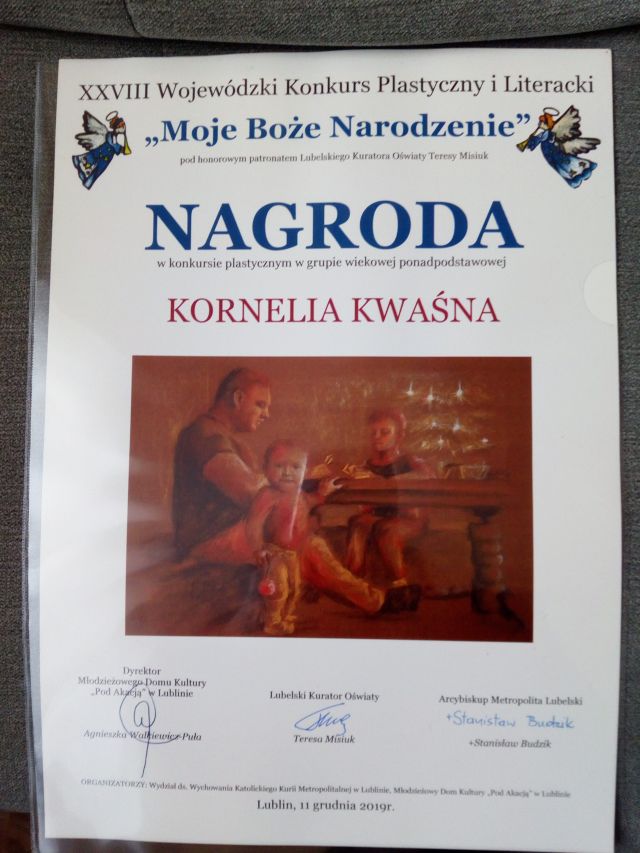 XXVIII Wojewódzki Konkurs Plastyczny i Literacki
„Moje Boże Narodzenie”
pod honorowym patronatem Lubelskiego Kuratora Oświaty Teresy Misiuk
NAGRODA
w konkursie plastycznym w grupie wiekowej ponadpodstawowej
KORNELIA KWAŚNA
Dyrektor
Młodzieżowego Domu Kultury
„Pod Akacją” w Lublinie
Agnieszka Walkiewicz-Puła
Lubelski Kurator Oświaty
Teresa Misiuk
Arcybiskup Metropolita Lubelski
+Stanisław Budzik
+Stanisław Budzik
ORGANIZATORZY: Wydział ds. Wychowania Katolickiego Kurii Metropolitalnej w Lublinie, Młodzieżowy Dom Kultury „Pod Akacją” w Lublinie
Lublin, 11 grudnia 2019r.